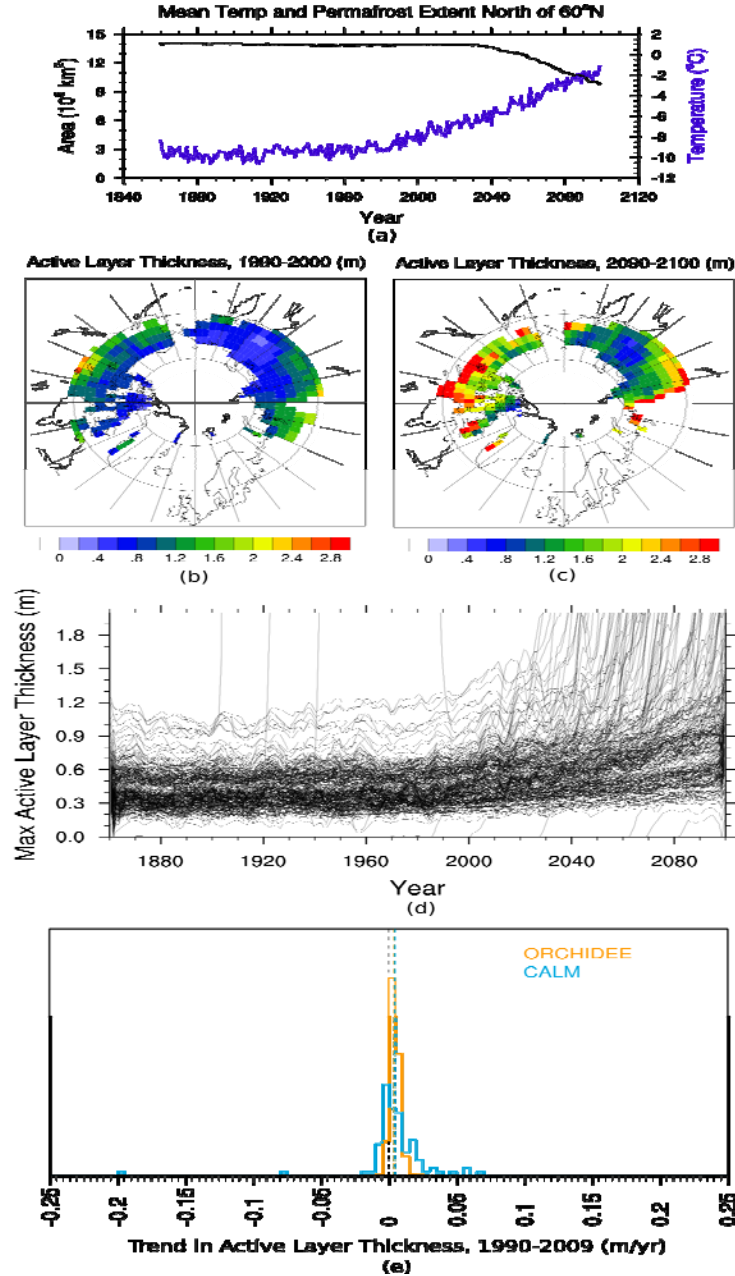 Mean Temp and Permafrost Extent North of 60°N
15
12
9
6
3
0
Area (10⁶ km²)
2
0
-2
-4
-6
-8
-10
-12
Temperature (°C)
1840 1880 1920 1960 2000 2040 2080 2120
Year
(a)
Active Layer Thickness, 1990-2000 (m)
Active Layer Thickness, 2090-2100 (m)
0 .4 .8 1.2 1.6 2 2.4 2.8
0 .4 .8 1.2 1.6 2 2.4 2.8
(b)
(c)
Max Active Layer Thickness (m)
1.8
1.5
1.2
0.9
0.6
0.3
0.0
1880 1920 1960 2000 2040 2080
Year
(d)
ORCHIDEE
CALM
-0.25 -0.2 -0.15 -0.1 -0.05 0 0.05 0.1 0.15 0.2 0.25
Trend in Active Layer Thickness, 1990-2009 (m/yr)
(e)